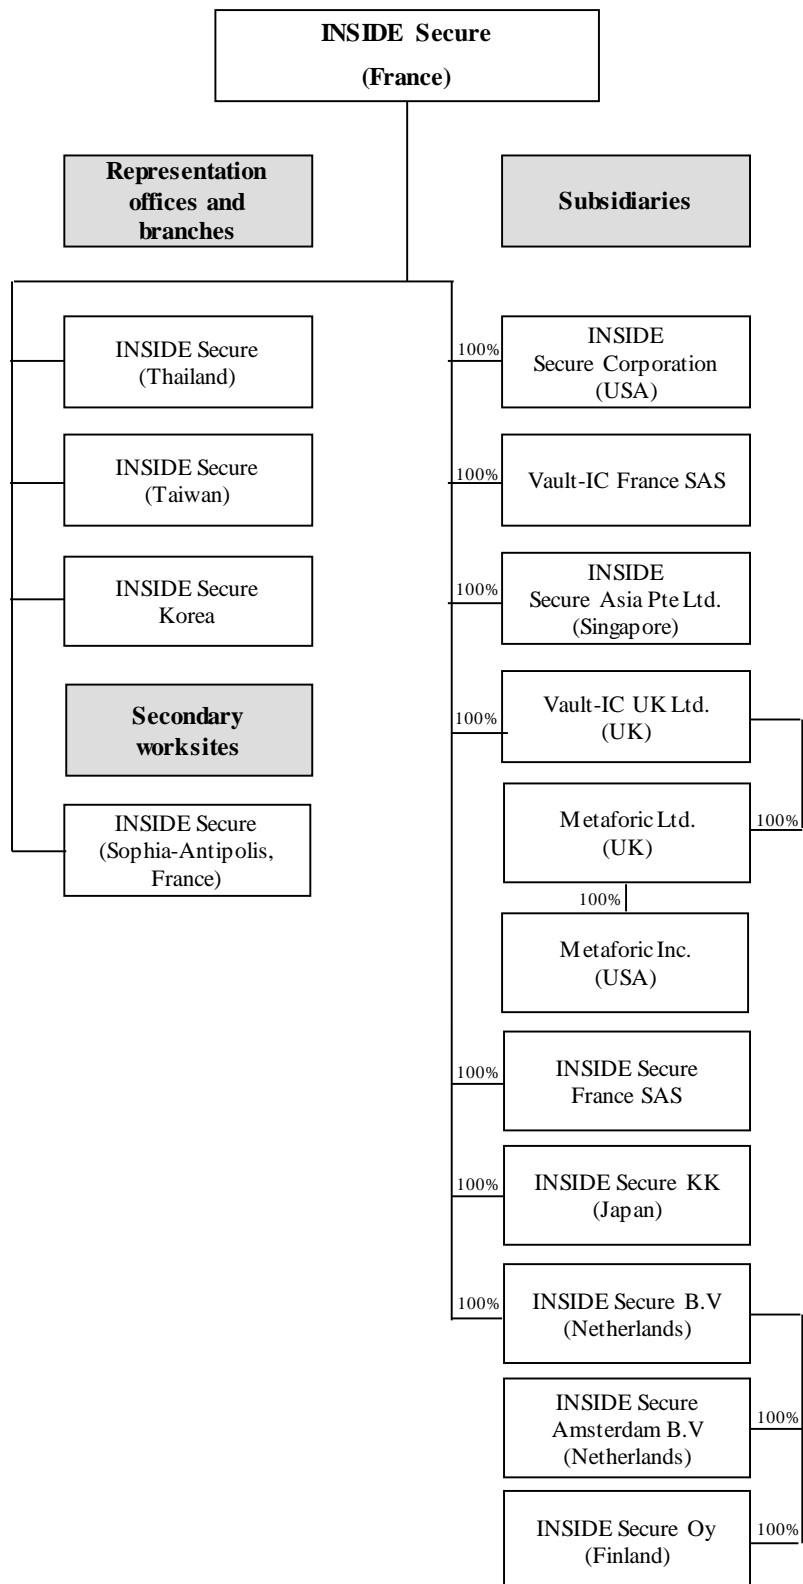 INSIDE Secure
(France)
Representation
offices and
branches
Subsidiaries
INSIDE Secure
(Thailand)
100%
INSIDE
Secure Corporation
(USA)
INSIDE Secure
(Taiwan)
100%
Vault-IC France SAS
INSIDE Secure
Korea
100%
INSIDE
Secure Asia Pte Ltd.
(Singapore)
Secondary
worksites
100%
Vault-IC UK Ltd.
(UK)
INSIDE Secure
(Sophia-Antipolis,
France)
Metaforic Ltd.
(UK)
100%
100%
Metaforic Inc.
(USA)
100%
INSIDE Secure
France SAS
100%
INSIDE Secure KK
(Japan)
100%
INSIDE Secure B.V
(Netherlands)
INSIDE Secure
Amsterdam B.V
(Netherlands)
100%
INSIDE Secure Oy
(Finland)
100%